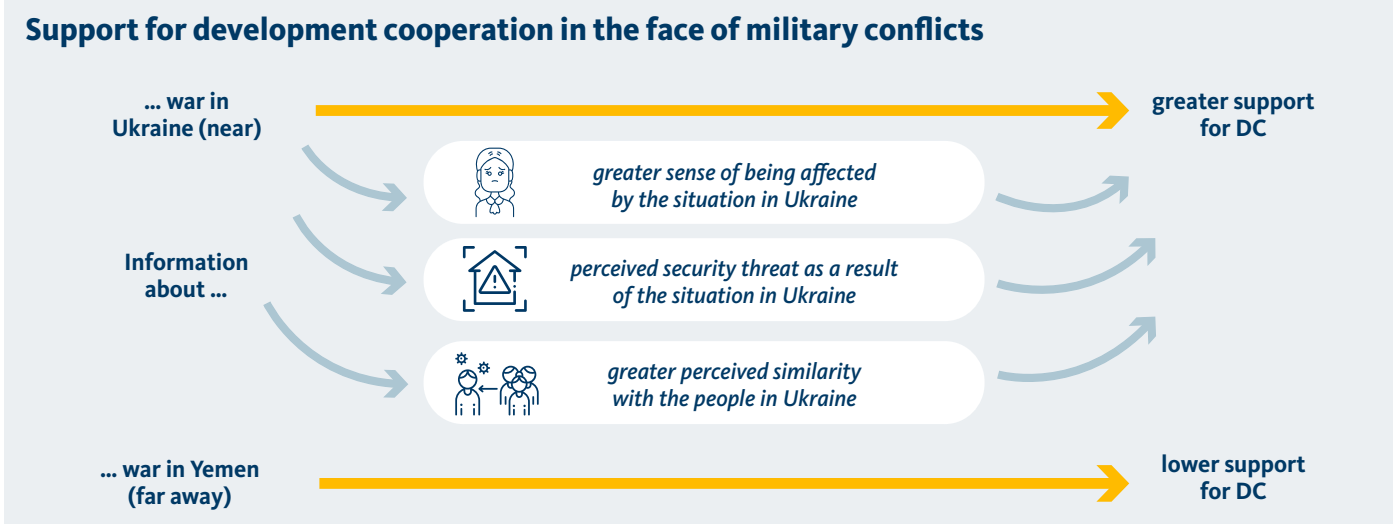 Support for development cooperation in the face of military conflicts
... war in
Ukraine (near)
greater support
for DC
greater sense of being affected
by the situation in Ukraine
Information
about ...
perceived security threat as a result
of the situation in Ukraine
greater perceived similarity
with the people in Ukraine
... war in Yemen
(far away)
lower support
for DC